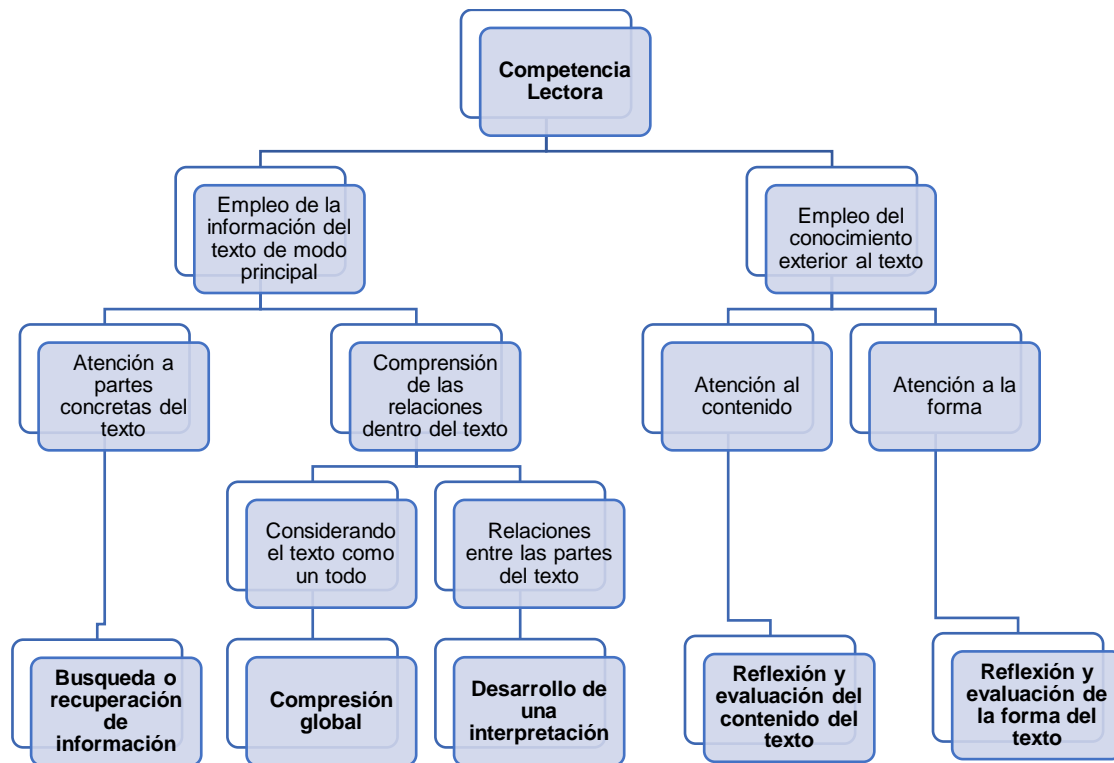 Competencia
Lectora
Empleo de la
información del
texto de modo
principal
Empleo del
conocimiento
exterior al texto
Atención a
partes
concretas del
texto
Comprensión
de las
relaciones
dentro del texto
Atención al
contenido
Atención a la
forma
Considerando
el texto como
un todo
Relaciones
entre las partes
del texto
Busqueda o
recuperación
de
información
Compresión
global
Desarrollo de
una
interpretación
Reflexión y
evaluación del
contenido del
texto
Reflexión y
evaluación de
la forma del
texto